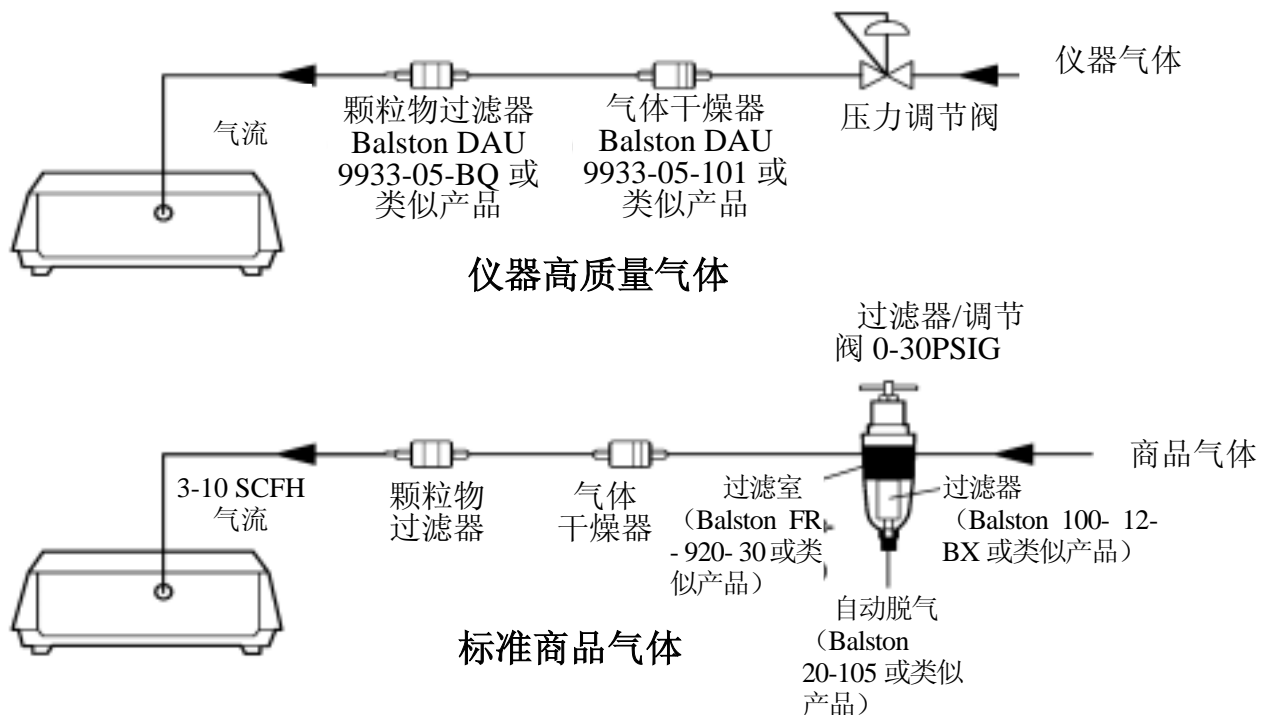 仪器气体
压力调节阀
气体干燥器
Balston DAU
9933-05-101 或
类似产品
颗粒物过滤器
Balston DAU
9933-05-BQ 或
类似产品
气流
仪器高质量气体
过滤器/调节
阀 0-30PSIG
商品气体
过滤器
（Balston 100- 12-
BX 或类似产品）
过滤室
（Balston FR
- 920- 30 或类
似产品）
自动脱气
（Balston
20-105 或类似
产品）
气体
干燥器
颗粒物
过滤器
3-10 SCFH
气流
标准商品气体